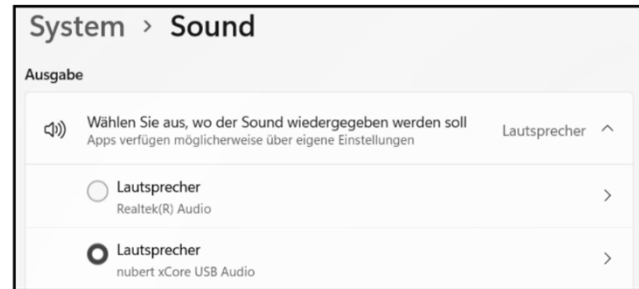 System > Sound
Ausgabe
Wählen Sie aus, wo der Sound wiedergegeben werden soll
Apps verfügen möglicherweise über eigene Einstellungen
Lautsprecher
Lautsprecher
Realtek(R) Audio
Lautsprecher
nubert xCore USB Audio